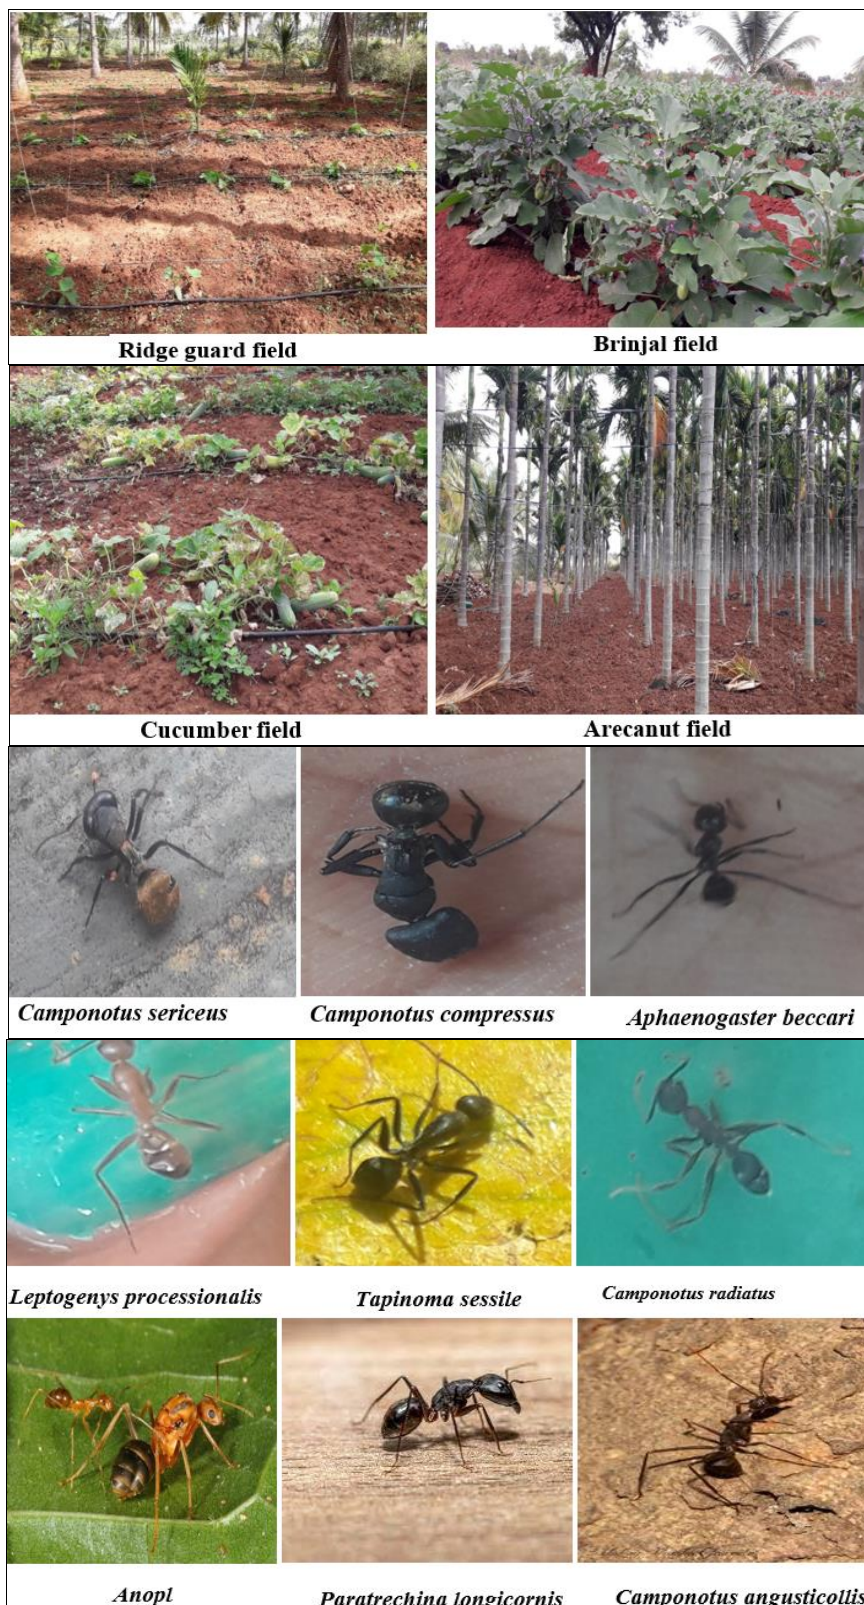 Ridge guard field
Brinjal field
Cucumber field
Arecanut field
Camponotus sericeus
Camponotus compressus
Aphaenogaster beccari
Leptogenys processionalis
Tapinoma sessile
Camponotus radiatus
Anopl
Paratrechina longicornis
Camponotus angusticollis